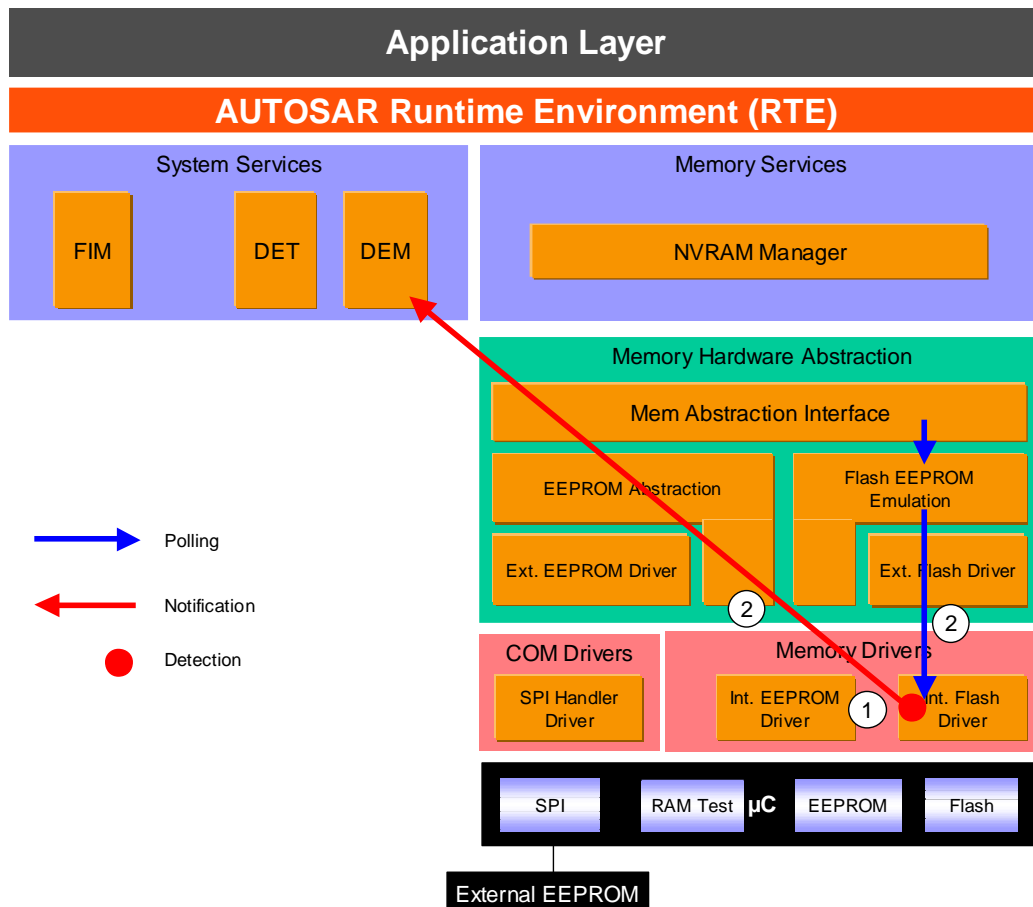 Application Layer
AUTOSAR Runtime Environment (RTE)
System Services
FIM
DET
DEM
Memory Services
NVRAM Manager
Memory Hardware Abstraction
Mem Abstraction Interface
EEPROM Abstraction
Flash EEPROM
Emulation
Ext. EEPROM Driver
Ext. Flash Driver
2
2
Polling
Notification
Detection
COM Drivers
SPI Handler
Driver
Memory Drivers
Int. EEPROM
Driver
1
Int. Flash
Driver
SPI
RAM Test
µC
EEPROM
Flash
External EEPROM